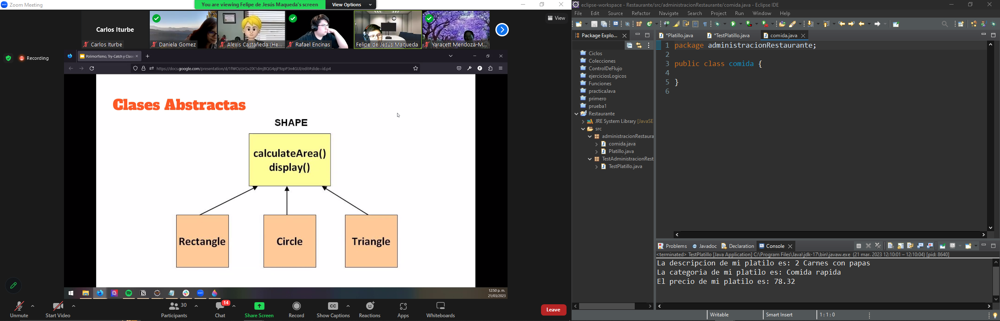 Zoom Meeting
You are viewing Felipe de Jesús Maqueda's screen
View Options
Carlos Iturbe
Carlos Iturbe
Daniela Gomez
Alexis Castañeda (He...
Rafael Encinas
Felipe de Jesús Maqueda
Yaracett Mendoza-M...
View
Recording
Polimorfismo, Try-Catch y Clase
https://docs.google.com/presentation/d/1fWOzUrGv2lX1dmjBQG4pjF9zpP3n4GUl/edit#slide=id.p4
Clases Abstractas
SHAPE
calculateArea()
display()
Rectangle
Circle
Triangle
12:50 p. m.
21/03/2023
Unmute
Start Video
30
Participants
14
Chat
Share Screen
Record
CC
Show Captions
Reactions
Apps
Whiteboards
Leave
eclipse-workspace - Restaurante/src/administracionRestaurante/comida.java - Eclipse IDE
File Edit Source Refactor Navigate Search Project Run Window Help
Package Explo...
Ciclos
Colecciones
ControlDeFlujo
ejerciciosLogicos
Funciones
practicaJava
primero
prueba1
Restaurante
JRE System Library [JavaSE
src
administracionRestaura
comida.java
Platillo.java
TestAdministracionRest
TestPlatillo.java
*Platillo.java
*TestPlatillo.java
comida.java
1 package administracionRestaurante;
2
3 public class comida {
4
5 }
6
Problems
Javadoc
Declaration
Console
<terminated> TestPlatillo [Java Application] C:\Program Files\Java\jdk-17\bin\javaw.exe (21 mar. 2023 12:10:01 – 12:10:04) [pid: 8640]
La descripcion de mi platilo es: 2 Carnes con papas
La categoria de mi platilo es: Comida rapida
El precio de mi platilo es: 78.32
Writable
Smart Insert
1 : 1 : 0